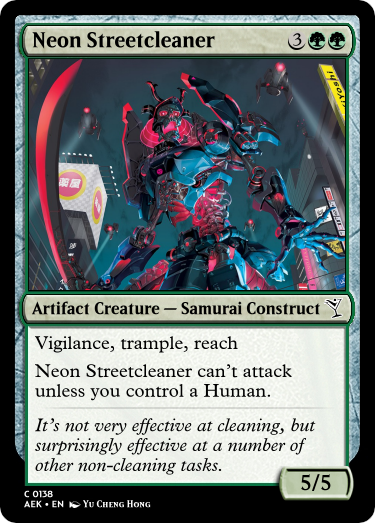 Neon Streetcleaner 3
Artifact Creature — Samurai Construct
Vigilance, trample, reach
Neon Streetcleaner can't attack
unless you control a Human.
It's not very effective at cleaning, but
surprisingly effective at a number of
other non-cleaning tasks.
5/5
C 0138
AEK • EN Yu Cheng Hong